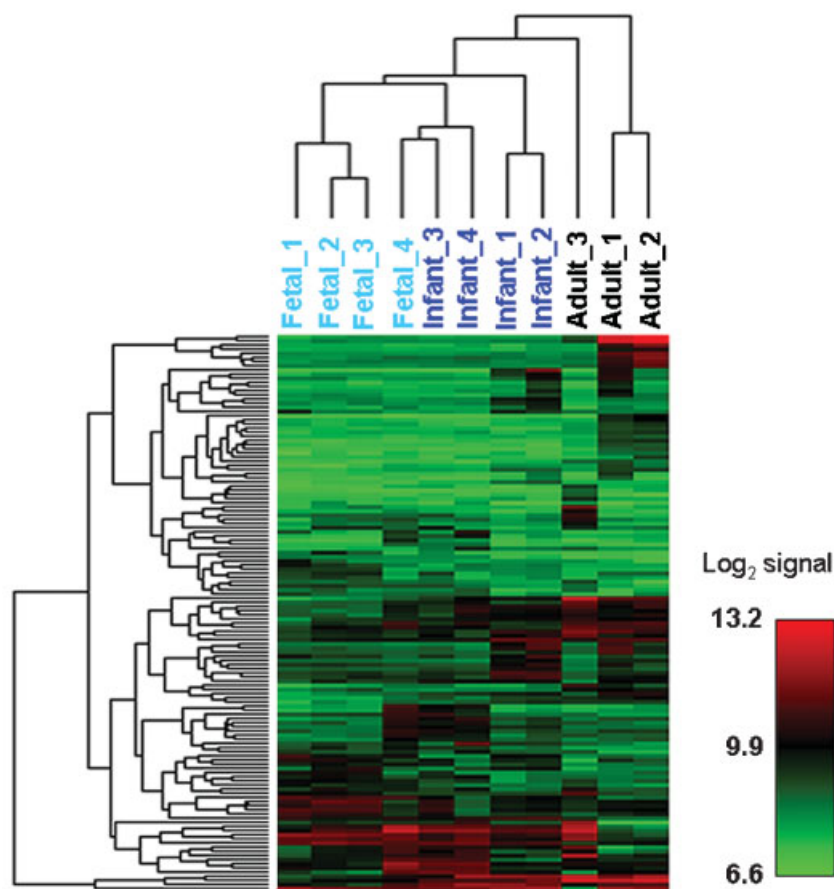 Fetal_1
Fetal_2
Fetal_3
Fetal_4
Infant_3
Infant_4
Infant_1
Infant_2
Adult_3
Adult_1
Adult_2
Log₂ signal
13.2
9.9
6.6